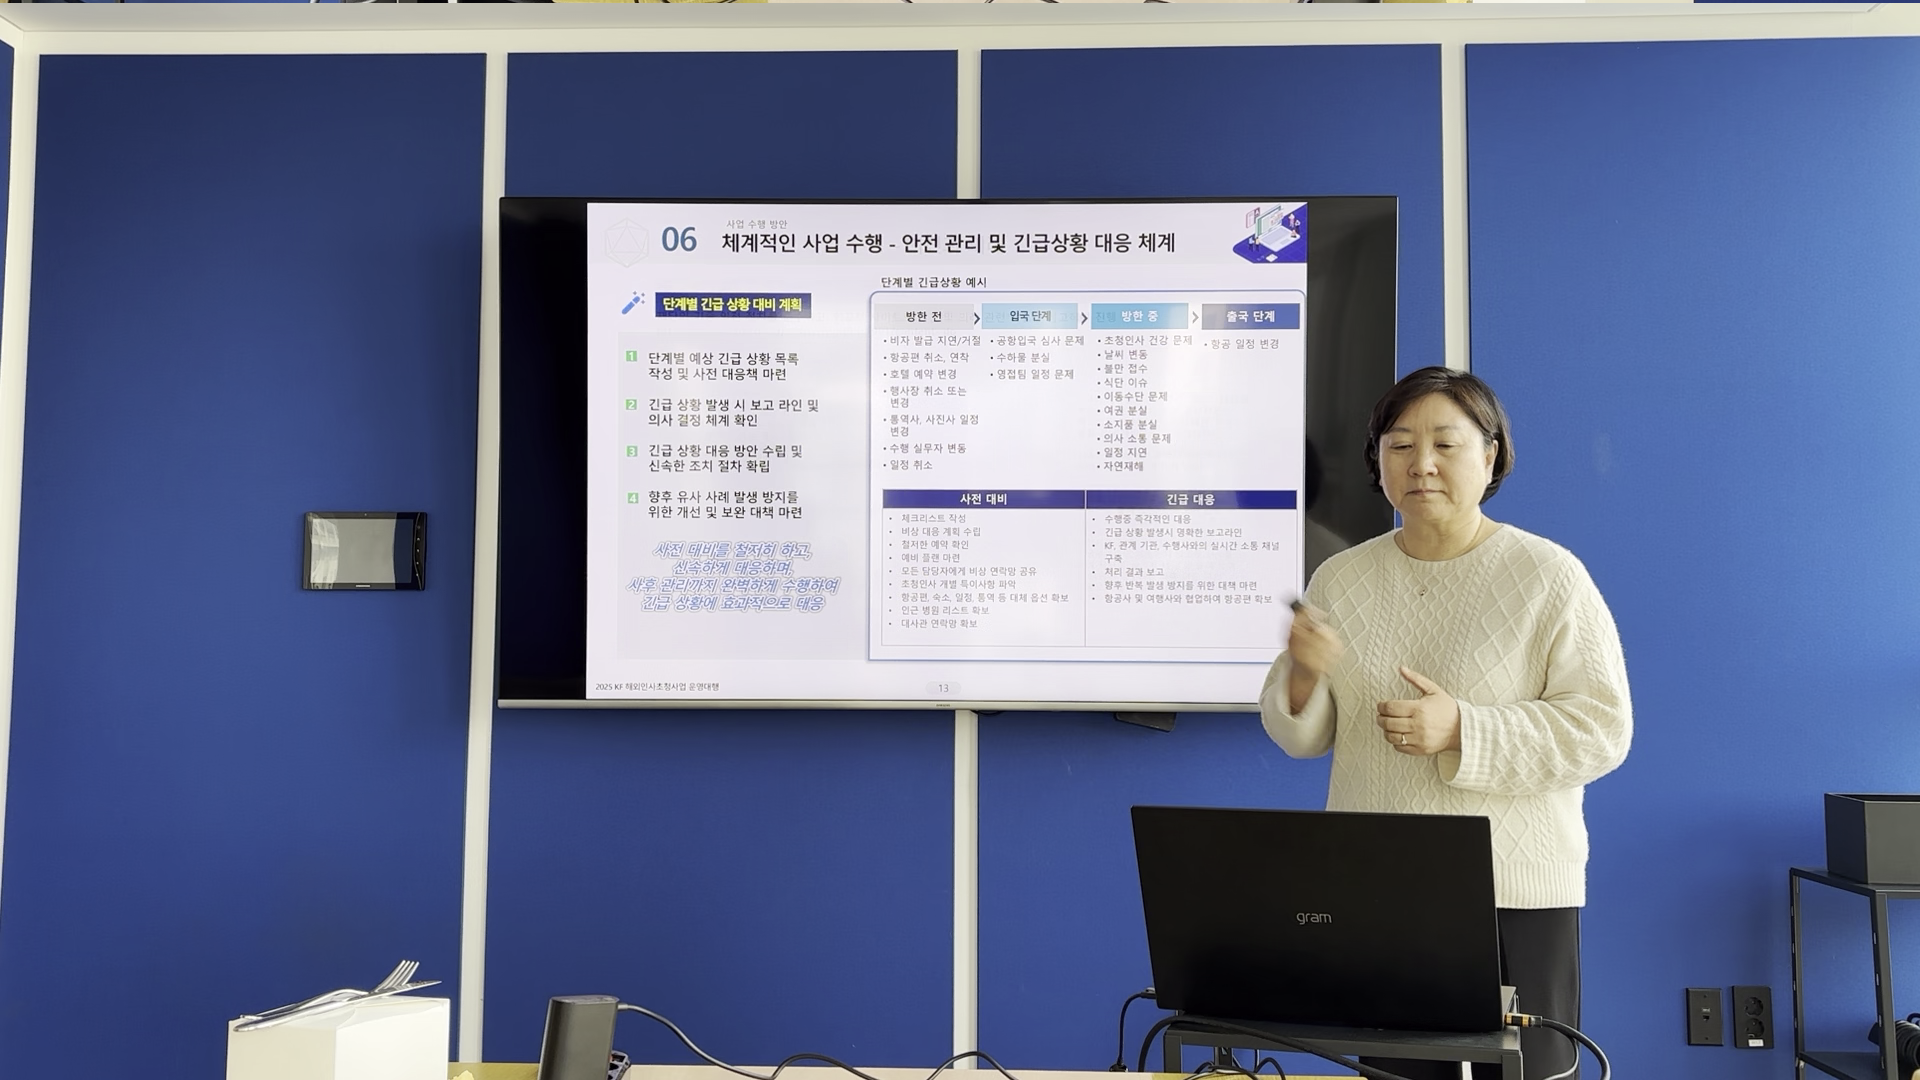 사업 수행 방안
06 체계적인 사업 수행 - 안전 관리 및 긴급상황 대응 체계
단계별 긴급 상황 대비 계획
1 단계별 예상 긴급 상황 목록
작성 및 사전 대응책 마련
2 긴급 상황 발생 시 보고 라인 및
의사 결정 체계 확인
3 긴급 상황 대응 방안 수립 및
신속한 조치 절차 확립
4 향후 유사 사례 발생 방지를
위한 개선 및 보완 대책 마련
사전 대비를 철저히 하고,
신속하게 대응하며,
사후 관리까지 완벽하게 수행하여
긴급 상황에 효과적으로 대응
단계별 긴급상황 예시
방한 전
• 비자 발급 지연/거절
• 항공편 취소, 연착
• 호텔 예약 변경
• 행사장 취소 또는
변경
• 통역사, 사진사 일정
변경
• 수행 실무자 변동
• 일정 취소
입국 단계
• 공항입국 심사 문제
• 수하물 분실
• 영접팀 일정 문제
방한 중
• 초청인사 건강 문제
• 날씨 변동
• 불만 접수
• 식단 이슈
• 이동수단 문제
• 여권 분실
• 소지품 분실
• 의사 소통 문제
• 일정 지연
• 자연재해
출국 단계
• 항공 일정 변경
사전 대비
• 체크리스트 작성
• 비상 대응 계획 수립
• 철저한 예약 확인
• 예비 플랜 마련
• 모든 담당자에게 비상 연락망 공유
• 초청인사 개별 특이사항 파악
• 항공편, 숙소, 일정, 통역 등 대체 옵션 확보
• 인근 병원 리스트 확보
• 대사관 연락망 확보
긴급 대응
• 수행중 즉각적인 대응
• 긴급 상황 발생시 명확한 보고라인
• KF, 관계 기관, 수행사와의 실시간 소통 채널
구축
• 처리 결과 보고
• 향후 반복 발생 방지를 위한 대책 마련
• 항공사 및 여행사와 협업하여 항공편 확보
2025 KF 해외인사초청사업 운영대행
13
gram